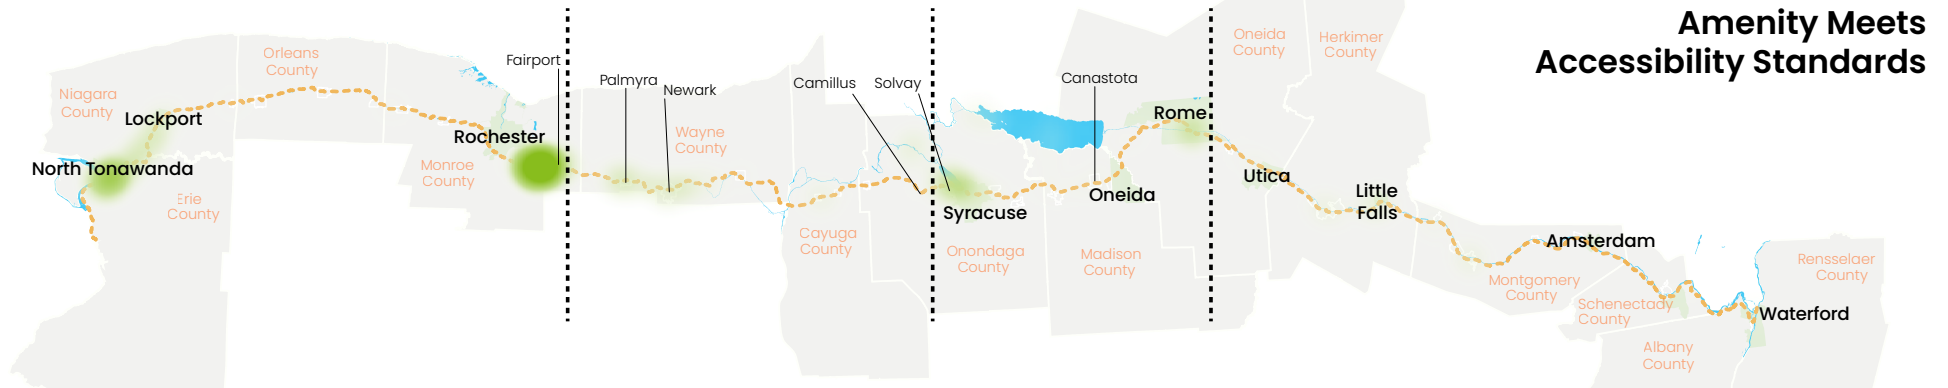 Amenity Meets
Accessibility Standards
Orleans
County
Niagara
County
Lockport
North Tonawanda
Erie
County
Rochester
Monroe
County
Fairport
Palmyra
Newark
Wayne
County
Camillus
Solvay
Cayuga
County
Syracuse
Onondaga
County
Canastota
Oneida
Madison
County
Rome
Oneida
County
Herkimer
County
Utica
Little
Falls
Amsterdam
Montgomery
County
Schenectady
County
Albany
County
Waterford
Rensselaer
County